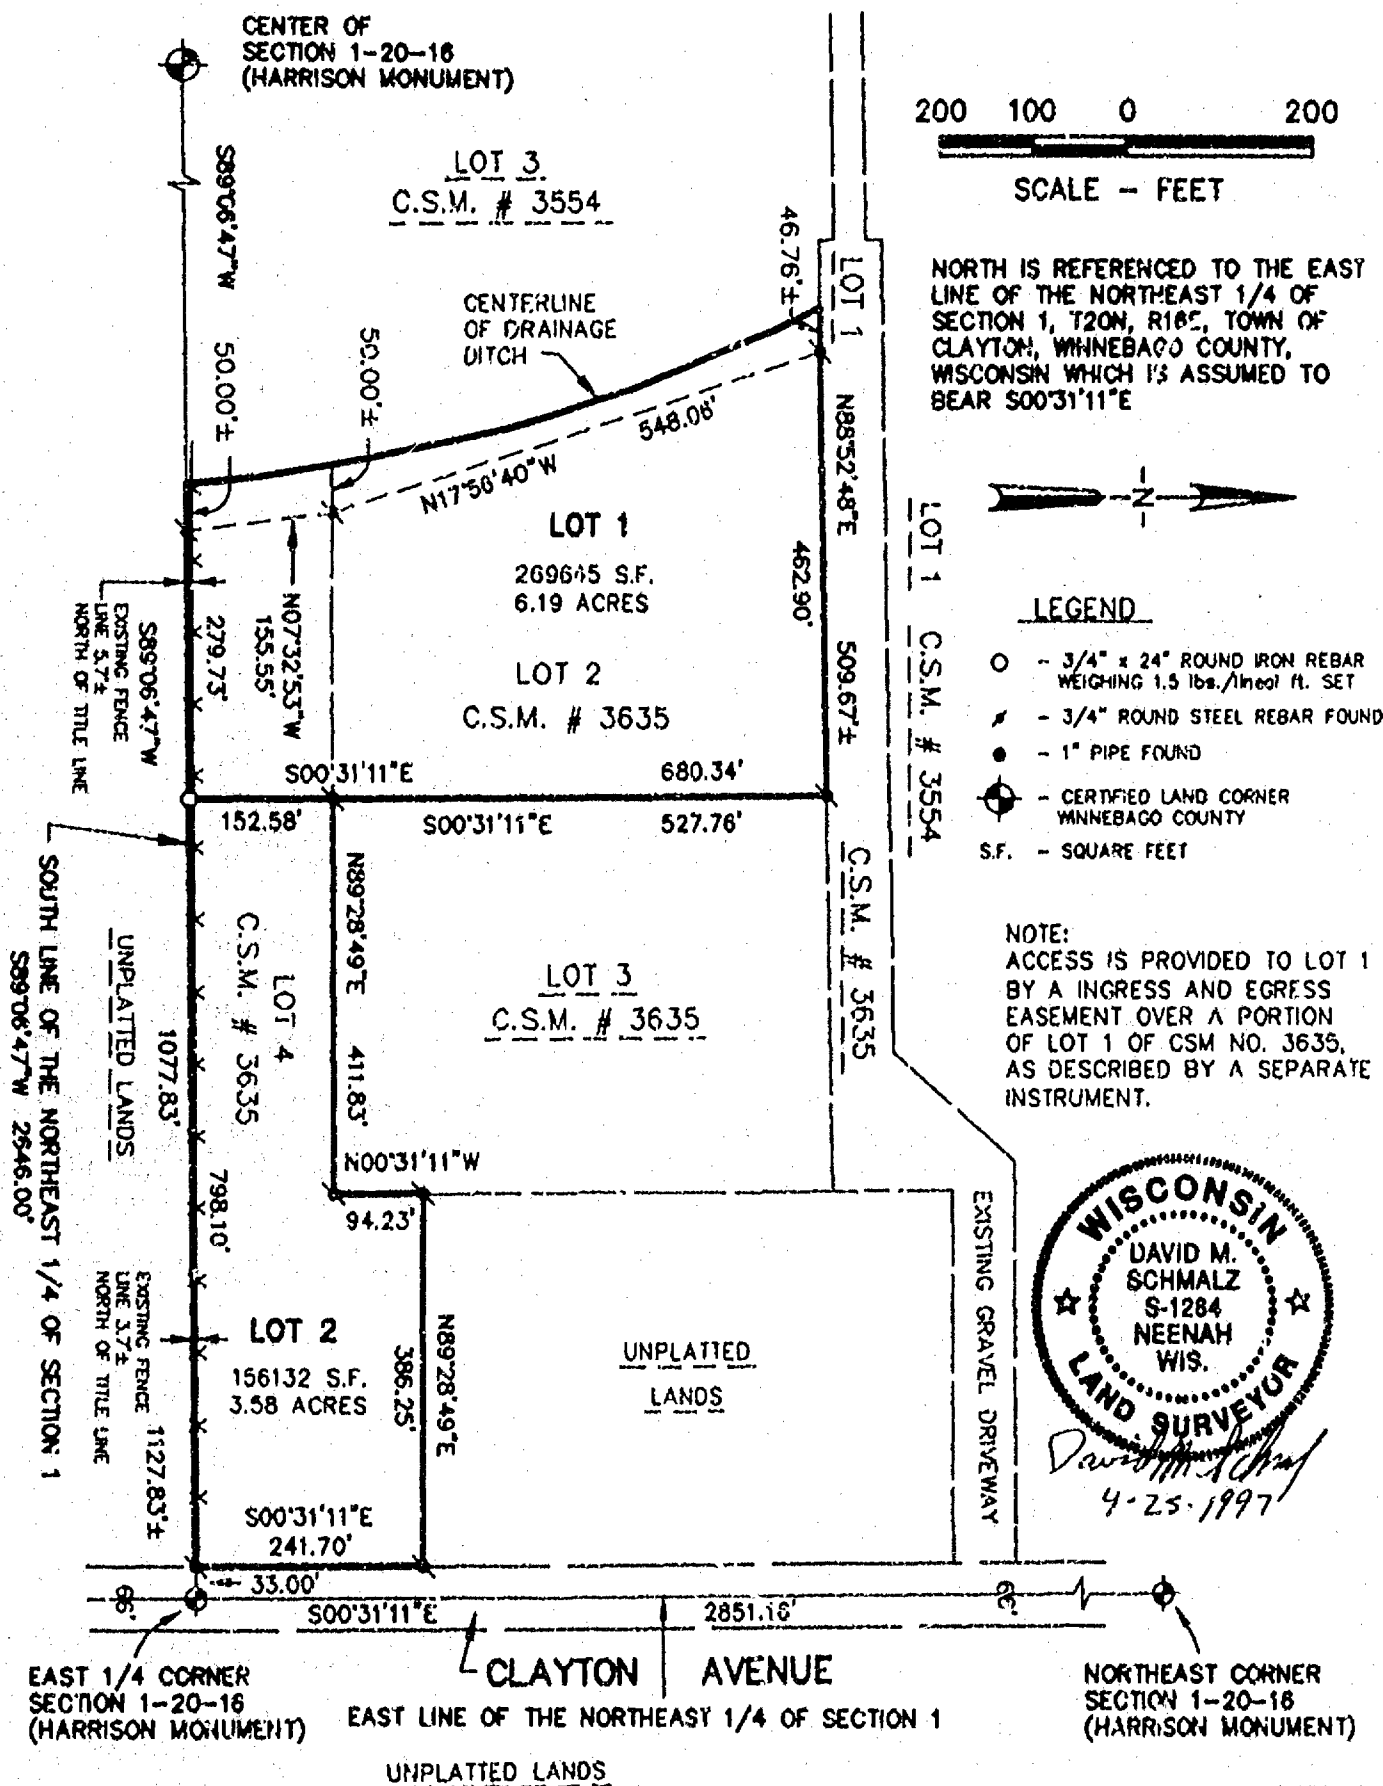 CENTER OF
SECTION 1-20-16
(HARRISON MONUMENT)
200 100 0 200
SCALE - FEET
LOT 3
C.S.M. # 3554
S89°06'47"W
46.76'±
LOT 1
NORTH IS REFERENCED TO THE EAST
LINE OF THE NORTHEAST 1/4 OF
SECTION 1, T20N, R16E, TOWN OF
CLAYTON, WINNEBAGO COUNTY,
WISCONSIN WHICH IS ASSUMED TO
BEAR S00°31'11"E
CENTERLINE
OF DRAINAGE
DITCH
50.00'±
50.00'±
548.06'
N17°56'40"W
N88°52'48"E
462.90'
509.67'±
N
LOT 1
269645 S.F.
6.19 ACRES
LOT 2
C.S.M. # 3635
LOT 1 C.S.M. # 3554
LEGEND
- 3/4" x 24" ROUND IRON REBAR
WEIGHING 1.5 lbs./lineal ft. SET
- 3/4" ROUND STEEL REBAR FOUND
- 1" PIPE FOUND
- CERTIFIED LAND CORNER
WINNEBAGO COUNTY
S.F. - SQUARE FEET
N07°32'53"W
155.55'
279.73'
S89°06'47"W
EXISTING FENCE
LINE 5.7'±
NORTH OF TITLE LINE
S00°31'11"E 680.34'
152.58'
S00°31'11"E 527.76'
N89°28'49"E 411.83'
C.S.M. # 3635
LOT 4
C.S.M. # 3635
LOT 3
C.S.M. # 3635
UNPLATTED LANDS
1077.83'
SOUTH LINE OF THE NORTHEAST 1/4 OF SECTION 1
S89°06'47"W 2646.00'
NOTE:
ACCESS IS PROVIDED TO LOT 1
BY A INGRESS AND EGRESS
EASEMENT OVER A PORTION
OF LOT 1 OF CSM NO. 3635,
AS DESCRIBED BY A SEPARATE
INSTRUMENT.
N00°31'11"W
94.23'
798.10'
EXISTING FENCE
LINE 3.7'±
NORTH OF TITLE LINE
1127.83'±
LOT 2
156132 S.F.
3.58 ACRES
386.25'
N89°28'49"E
UNPLATTED
LANDS
EXISTING GRAVEL DRIVEWAY
WISCONSIN
DAVID M.
SCHMALZ
S-1284
NEENAH
WIS.
LAND SURVEYOR
David M Schmalz
4-25-1997
S00°31'11"E
241.70'
33.00'
66'
S00°31'11"E 2851.16'
CLAYTON AVENUE
EAST LINE OF THE NORTHEAST 1/4 OF SECTION 1
EAST 1/4 CORNER
SECTION 1-20-16
(HARRISON MONUMENT)
NORTHEAST CORNER
SECTION 1-20-16
(HARRISON MONUMENT)
UNPLATTED LANDS